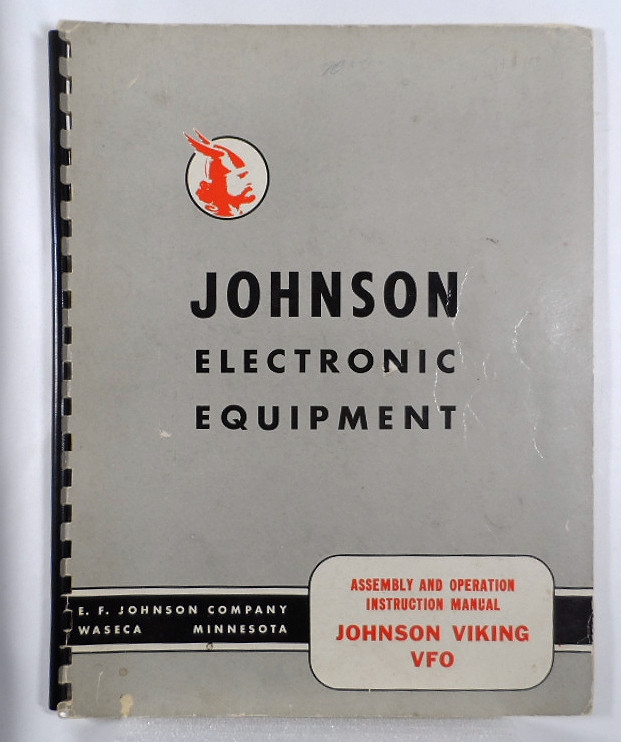 JOHNSON
ELECTRONIC
EQUIPMENT
E. F. JOHNSON COMPANY
WASECA MINNESOTA
ASSEMBLY AND OPERATION
INSTRUCTION MANUAL
JOHNSON VIKING
VFO